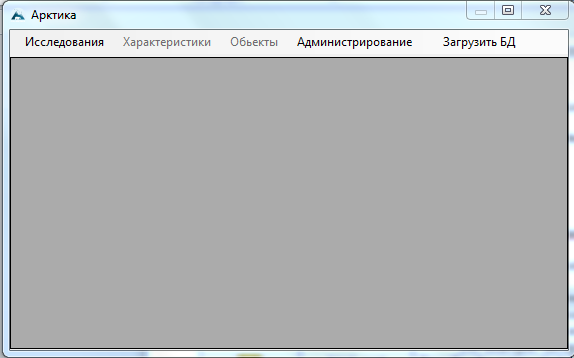 Арктика
Исследования Характеристики Обьекты Администрирование Загрузить БД